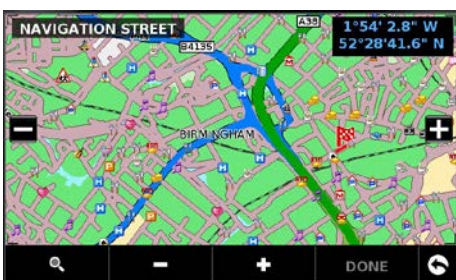 NAVIGATION STREET
A38
1°54' 2.8" W
52°28'41.6" N
B4135
BIRMINGHAM
DONE